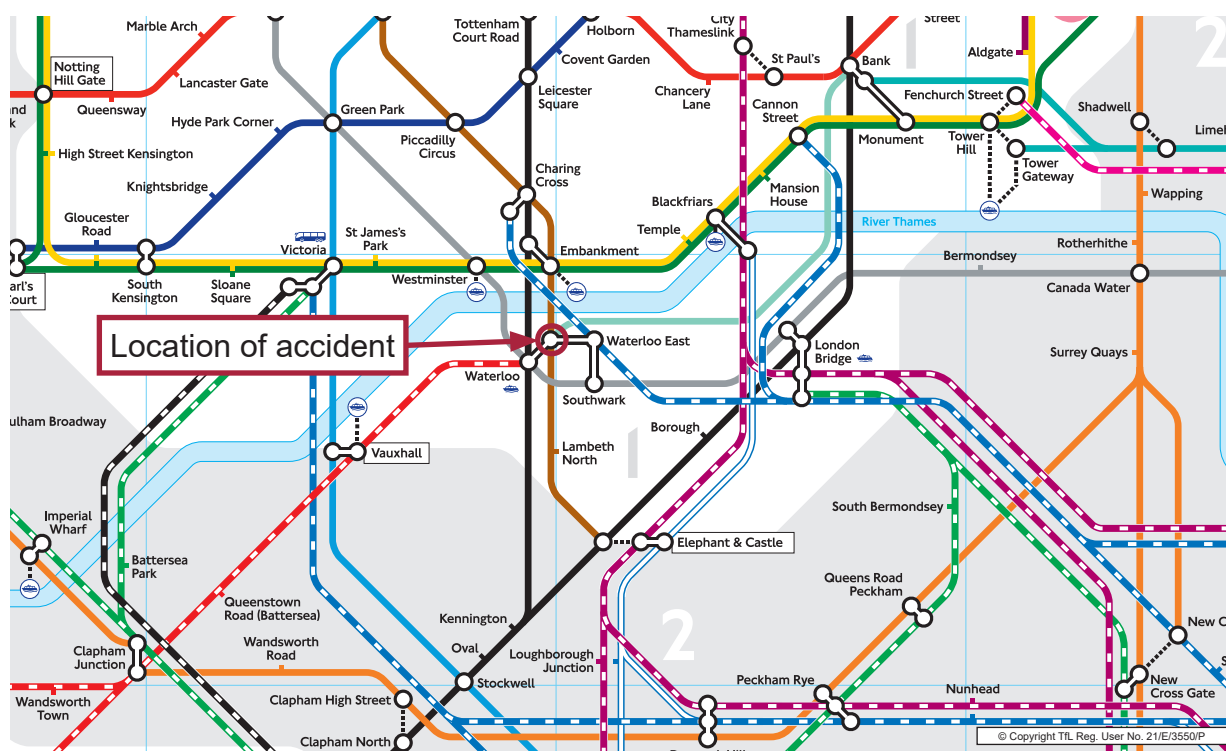 Marble Arch
Tottenham
Court Road
Holborn
City
Thameslink
Street
Aldgate
1
2
Notting
Hill Gate
Lancaster Gate
Queensway
Covent Garden
Leicester
Square
St Paul's
Bank
Chancery
Lane
Cannon
Street
Fenchurch Street
Shadwell
Green Park
Hyde Park Corner
Piccadilly
Circus
Monument
Tower
Hill
Tower
Gateway
High Street Kensington
Knightsbridge
Charing
Cross
Mansion
House
Wapping
Gloucester
Road
Blackfriars
Temple
River Thames
St James's
Park
Victoria
Embankment
Rotherhithe
Bermondsey
Westminster
South
Kensington
Sloane
Square
Canada Water
Location of accident
Waterloo East
London
Bridge
Surrey Quays
Waterloo
Southwark
ulham Broadway
Borough
Vauxhall
Lambeth
North
1
South Bermondsey
Imperial
Wharf
Elephant & Castle
Battersea
Park
Queens Road
Peckham
Queenstown
Road (Battersea)
2
Kennington
New C
Clapham
Junction
Wandsworth
Road
Oval
Loughborough
Junction
Stockwell
Peckham Rye
Nunhead
New
Cross Gate
Wandsworth
Town
Clapham High Street
Clapham North
© Copyright TfL Reg. User No. 21/E/3550/P